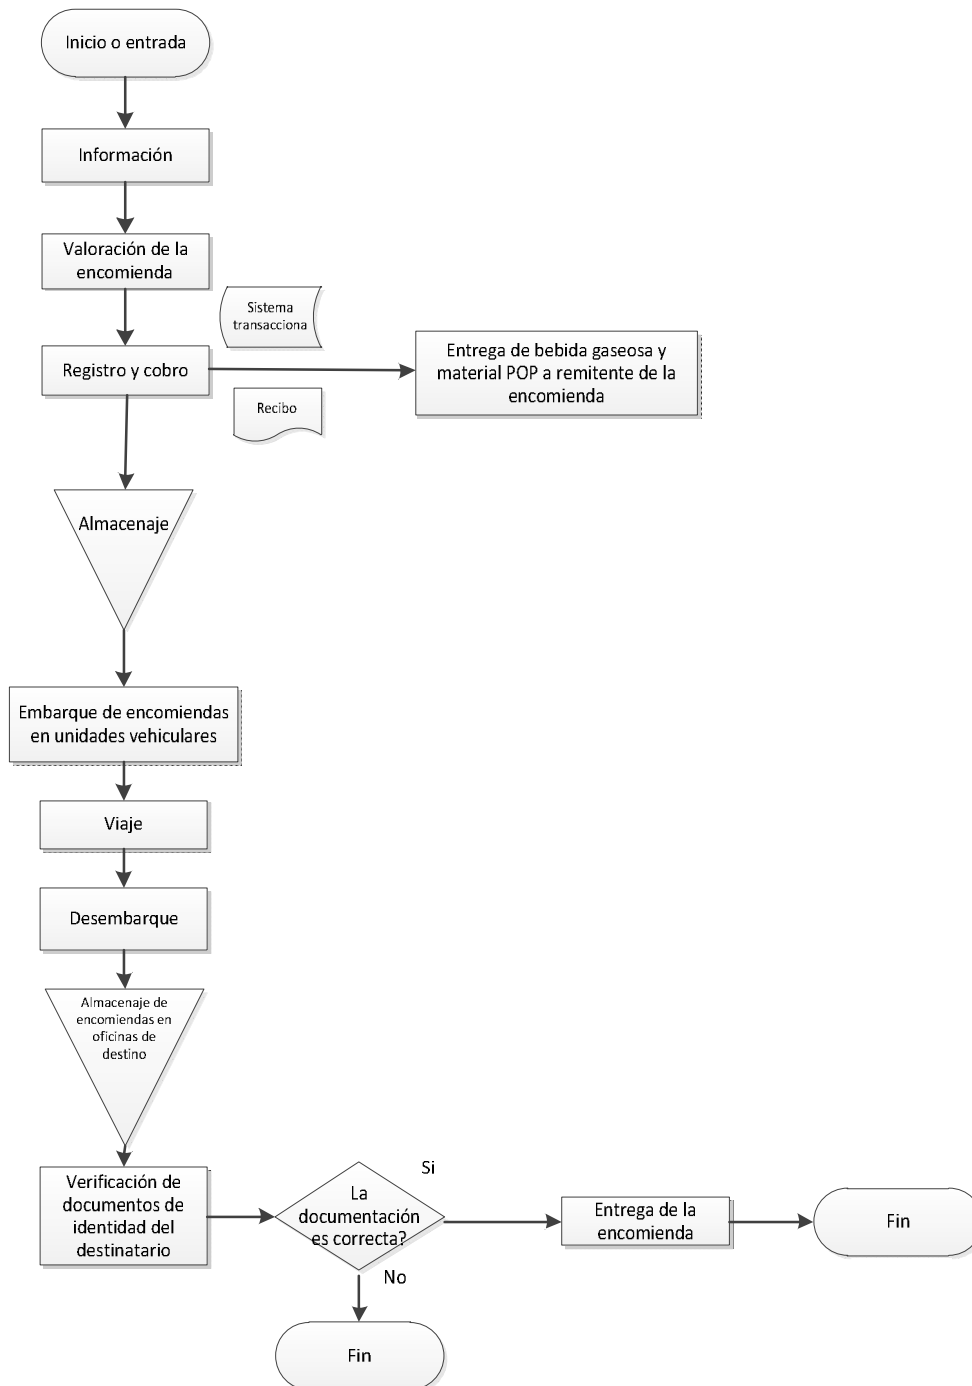 Inicio o entrada
Información
Valoración de la
encomienda
Sistema
transacciona
Registro y cobro
Entrega de bebida gaseosa y
material POP a remitente de la
encomienda
Recibo
Almacenaje
Embarque de encomiendas
en unidades vehiculares
Viaje
Desembarque
Almacenaje de
encomiendas en
oficinas de
destino
Verificación de
documentos de
identidad del
destinatario
La
documentación
es correcta?
Si
Entrega de la
encomienda
Fin
No
Fin